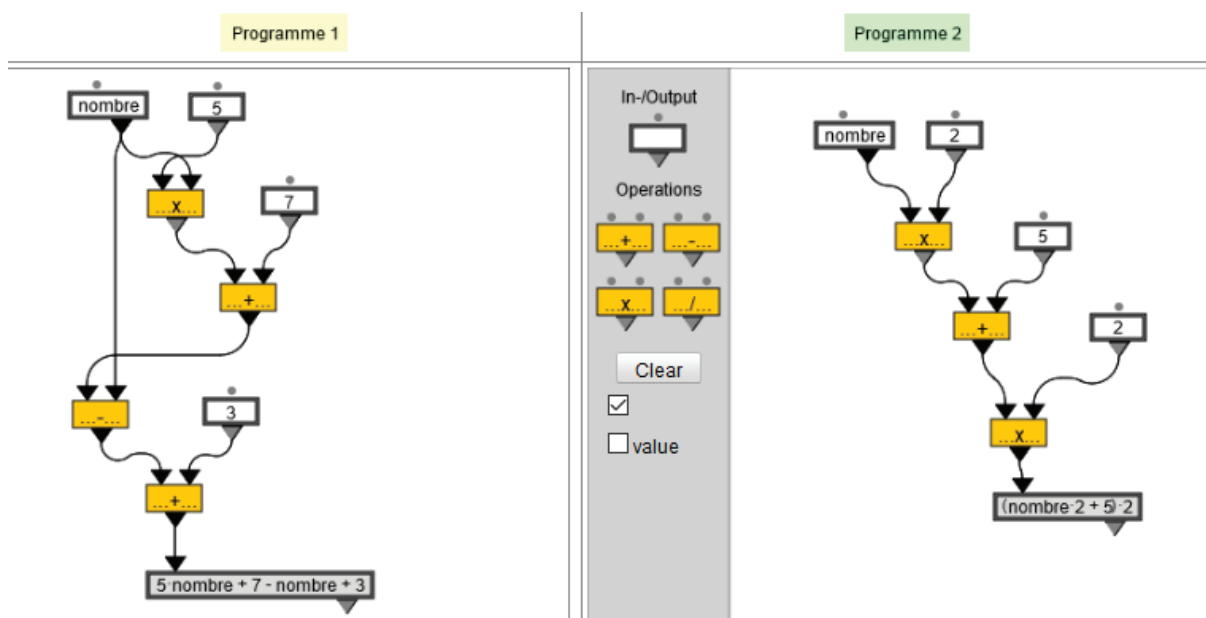 Programme 1
Programme 2
nombre
5
...x...
7
...+...
...-...
3
...+...
5·nombre + 7 - nombre + 3
In-/Output
Operations
...+...
...-...
...x...
.../...
Clear
value
nombre
2
...x...
5
...+...
2
...x...
(nombre·2 + 5)·2